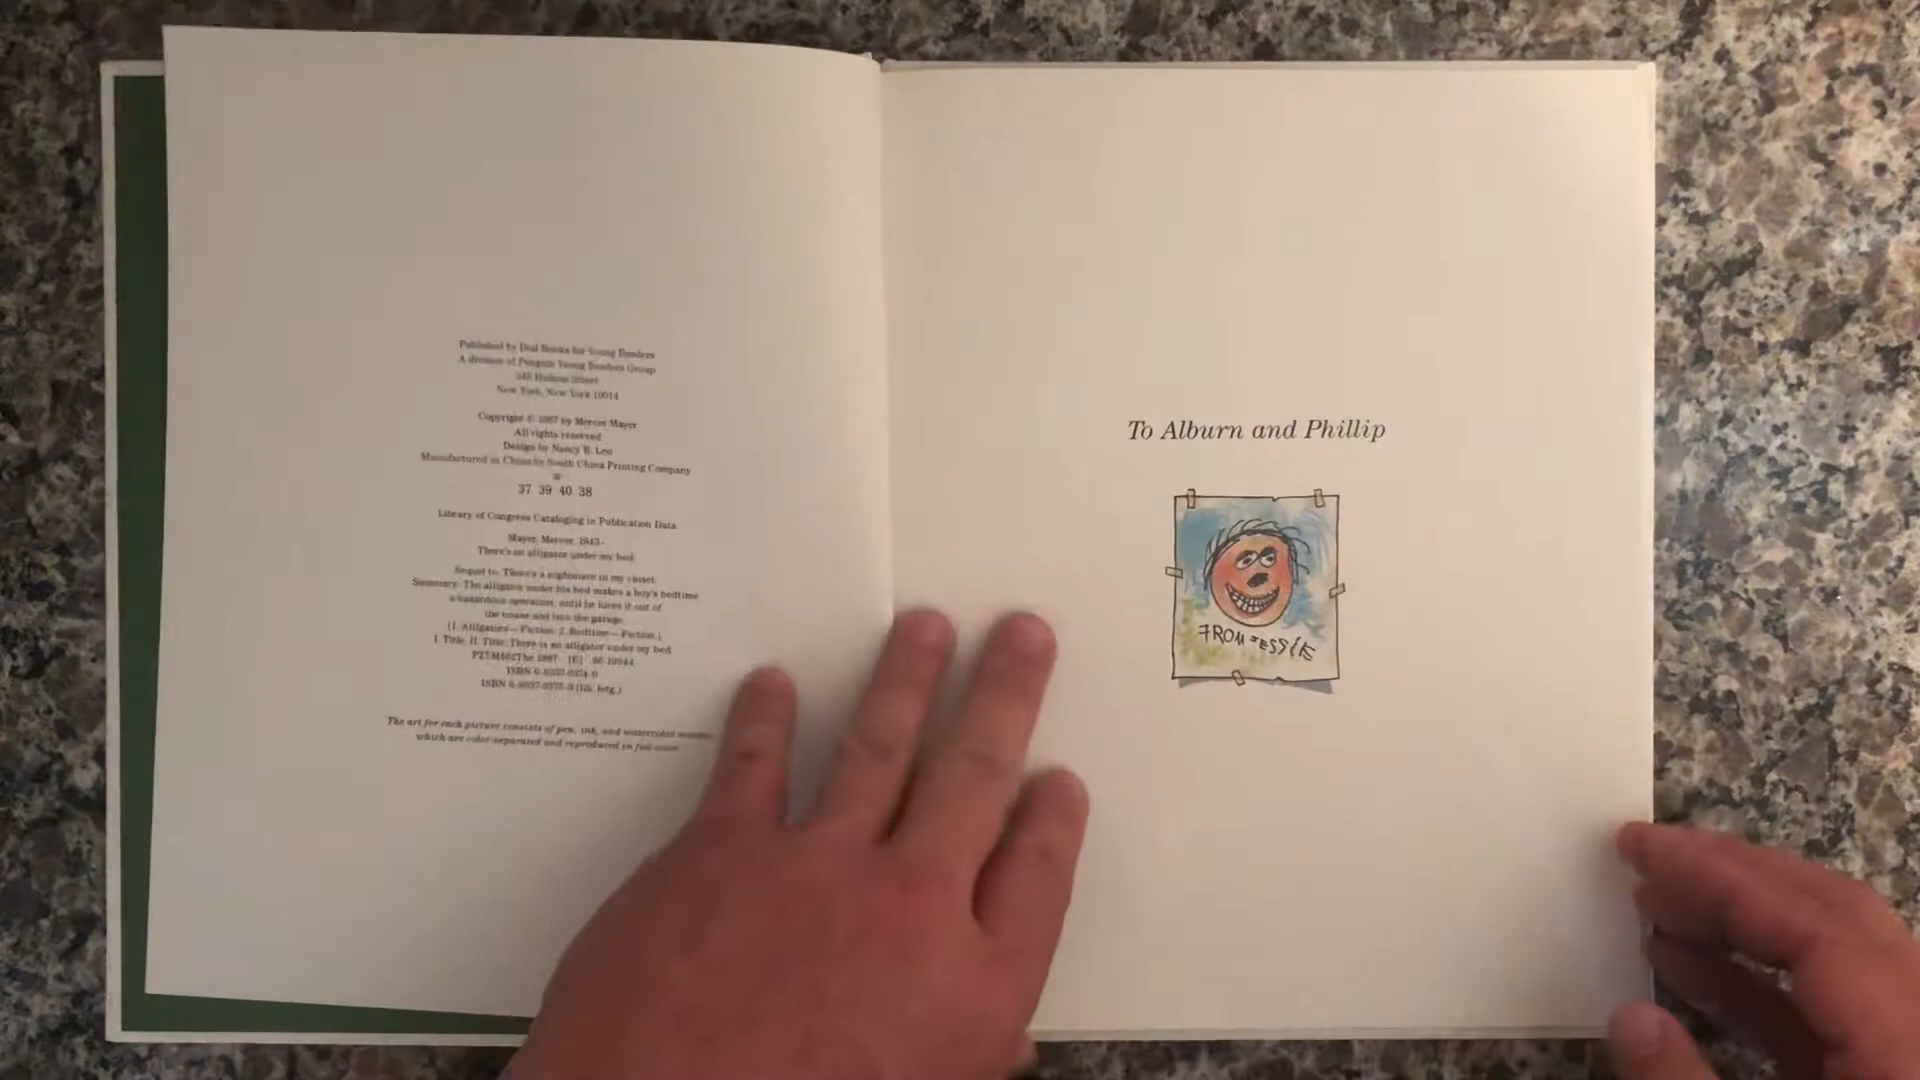 Published by Dial Books for Young Readers
A division of Penguin Young Readers Group
345 Hudson Street
New York, New York 10014
Copyright © 1987 by Mercer Mayer
All rights reserved
Design by Nancy R. Leo
Manufactured in China by South China Printing Company
37 39 40 38
Library of Congress Cataloging in Publication Data
Mayer, Mercer, 1943-
There's an alligator under my bed.
Sequel to: There's a nightmare in my closet.
Summary: The alligator under his bed makes a boy's bedtime
a hazardous operation, until he lures it out of
the house and into the garage.
[1. Alligators—Fiction. 2. Bedtime—Fiction.]
I. Title. II. Title: There is an alligator under my bed.
1987 [E]
ISBN
ISBN (lib. bdg.)
The art for each picture consists of pen, ink, and watercolor
which are color-separated and reproduced in full color.
To Alburn and Phillip
FROM JESSIE